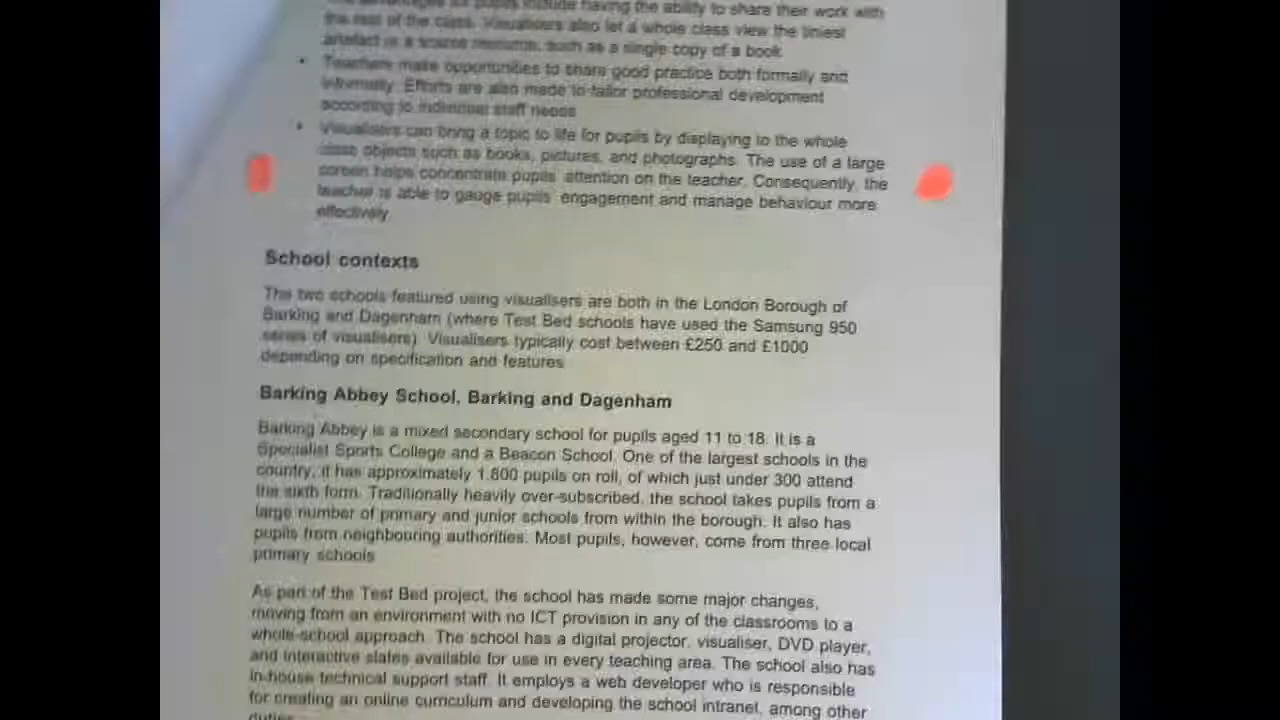 The advantages for pupils include having the ability to share their work with
the rest of the class. Visualisers also let a whole class view the tiniest
artefact or a scarce resource, such as a single copy of a book.
• Teachers make opportunities to share good practice both formally and
informally. Efforts are also made to tailor professional development
according to individual staff needs.
• Visualisers can bring a topic to life for pupils by displaying to the whole
class objects such as books, pictures, and photographs. The use of a large
screen helps concentrate pupils' attention on the teacher. Consequently, the
teacher is able to gauge pupils' engagement and manage behaviour more
effectively.
School contexts
The two schools featured using visualisers are both in the London Borough of
Barking and Dagenham (where Test Bed schools have used the Samsung 950
series of visualisers). Visualisers typically cost between £250 and £1000
depending on specification and features.
Barking Abbey School, Barking and Dagenham
Barking Abbey is a mixed secondary school for pupils aged 11 to 18. It is a
Specialist Sports College and a Beacon School. One of the largest schools in the
country, it has approximately 1,800 pupils on roll, of which just under 300 attend
the sixth form. Traditionally heavily over-subscribed, the school takes pupils from a
large number of primary and junior schools from within the borough. It also has
pupils from neighbouring authorities. Most pupils, however, come from three local
primary schools.
As part of the Test Bed project, the school has made some major changes,
moving from an environment with no ICT provision in any of the classrooms to a
whole-school approach. The school has a digital projector, visualiser, DVD player,
and interactive slates available for use in every teaching area. The school also has
in-house technical support staff. It employs a web developer who is responsible
for creating an online curriculum and developing the school intranet, among other
duties.